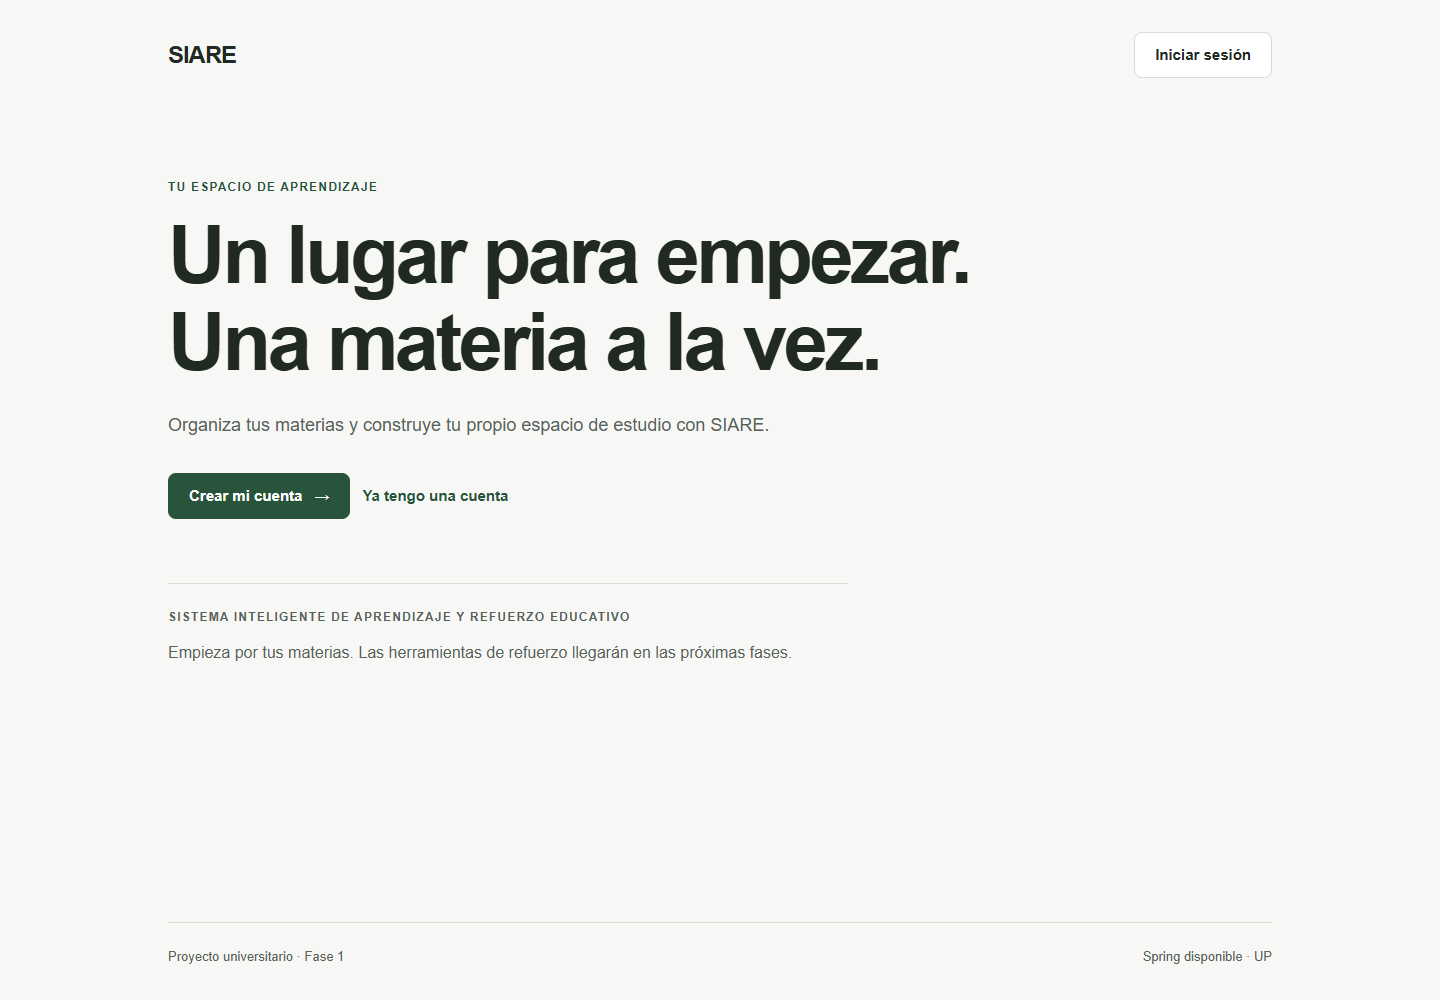 SIARE
Iniciar sesión
TU ESPACIO DE APRENDIZAJE
Un lugar para empezar.
Una materia a la vez.
Organiza tus materias y construye tu propio espacio de estudio con SIARE.
Crear mi cuenta →
Ya tengo una cuenta
SISTEMA INTELIGENTE DE APRENDIZAJE Y REFUERZO EDUCATIVO
Empieza por tus materias. Las herramientas de refuerzo llegarán en las próximas fases.
Proyecto universitario · Fase 1
Spring disponible · UP